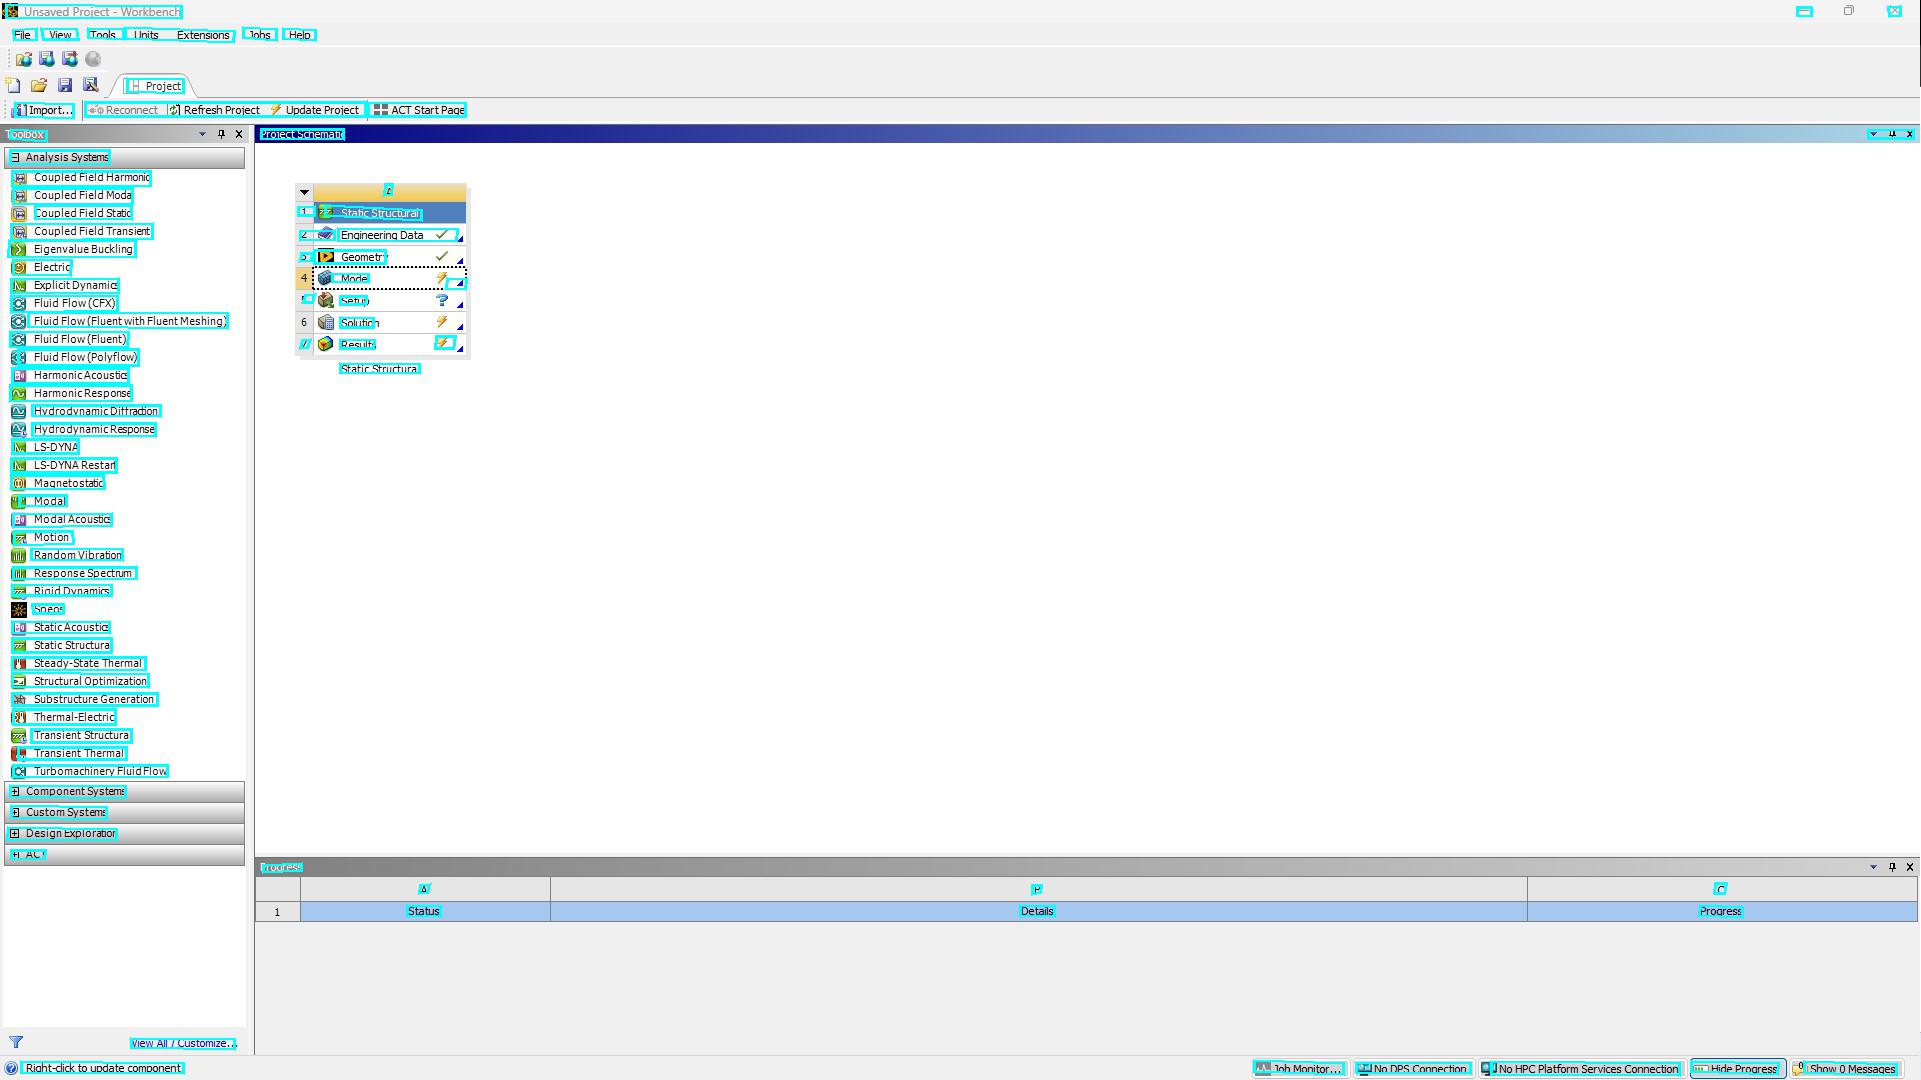 Unsaved Project - Workbench
File View Tools Units Extensions Jobs Help
Project
Import... Reconnect Refresh Project Update Project ACT Start Page
Toolbox
Project Schematic
Analysis Systems
Coupled Field Harmonic
Coupled Field Modal
Coupled Field Static
Coupled Field Transient
Eigenvalue Buckling
Electric
Explicit Dynamics
Fluid Flow (CFX)
Fluid Flow (Fluent with Fluent Meshing)
Fluid Flow (Fluent)
Fluid Flow (Polyflow)
Harmonic Acoustics
Harmonic Response
Hydrodynamic Diffraction
Hydrodynamic Response
LS-DYNA
LS-DYNA Restart
Magnetostatic
Modal
Modal Acoustics
Motion
Random Vibration
Response Spectrum
Rigid Dynamics
Speos
Static Acoustics
Static Structural
Steady-State Thermal
Structural Optimization
Substructure Generation
Thermal-Electric
Transient Structural
Transient Thermal
Turbomachinery Fluid Flow
Component Systems
Custom Systems
Design Exploration
ACT
View All / Customize...
A
1 Static Structural
2 Engineering Data
3 Geometry
4 Model
5 Setup ?
6 Solution
7 Results
Static Structural
Progress
A B C
1 Status Details Progress
Right-click to update component
Job Monitor... No DPS Connection No HPC Platform Services Connection Hide Progress Show 0 Messages